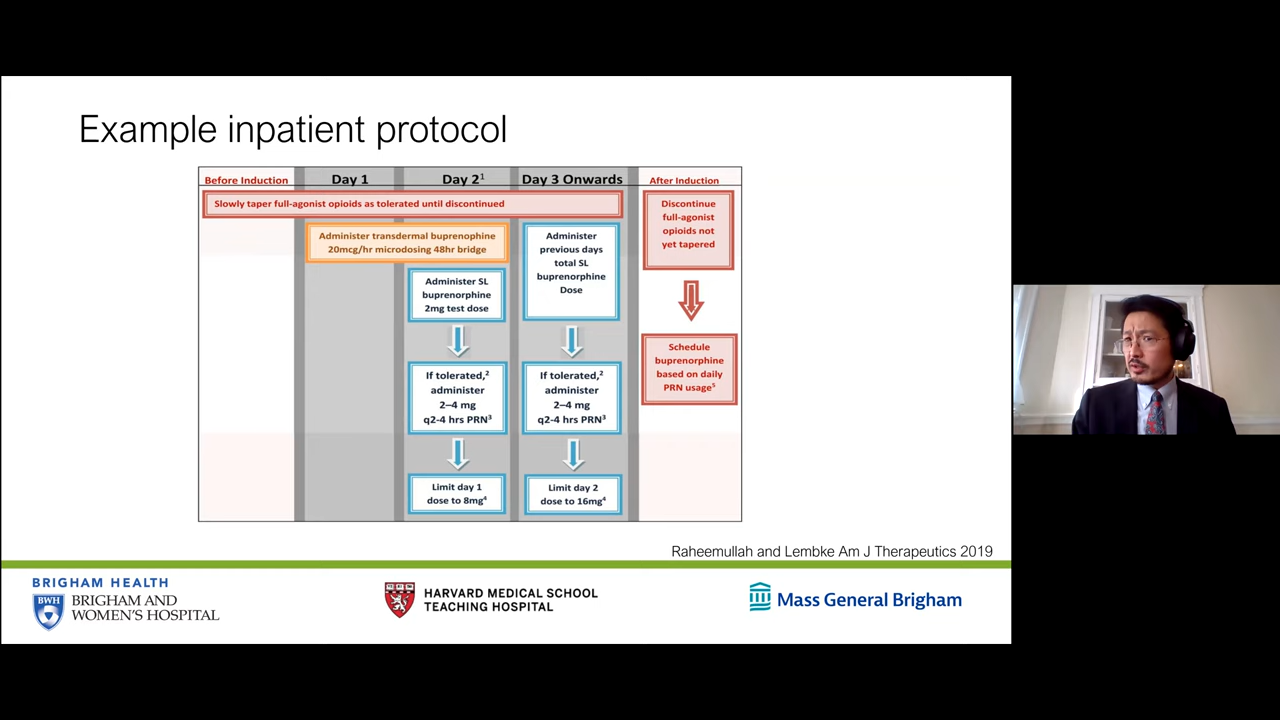 Example inpatient protocol
Before Induction
Day 1
Day 2¹
Day 3 Onwards
After Induction
Slowly taper full-agonist opioids as tolerated until discontinued
Administer transdermal buprenophine
20mcg/hr microdosing 48hr bridge
Administer SL
buprenorphine
2mg test dose
If tolerated,²
administer
2–4 mg
q2-4 hrs PRN³
Limit day 1
dose to 8mg⁴
Administer
previous days
total SL
buprenorphine
Dose
If tolerated,²
administer
2–4 mg
q2-4 hrs PRN³
Limit day 2
dose to 16mg⁴
Discontinue
full-agonist
opioids not
yet tapered
Schedule
buprenorphine
based on daily
PRN usage⁵
Raheemullah and Lembke Am J Therapeutics 2019
BRIGHAM HEALTH
BWH
BRIGHAM AND
WOMEN'S HOSPITAL
HARVARD MEDICAL SCHOOL
TEACHING HOSPITAL
Mass General Brigham